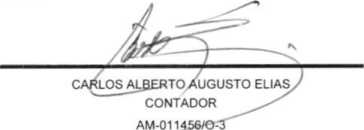 CARLOS ALBERTO AUGUSTO ELIAS
CONTADOR
AM-011456/O-3